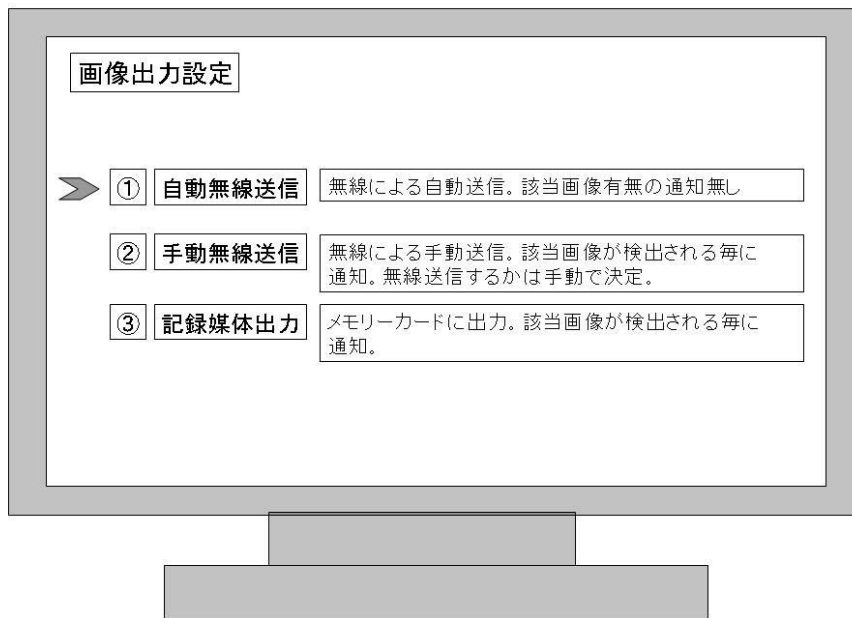 画像出力設定
① 自動無線送信 無線による自動送信。該当画像有無の通知無し
② 手動無線送信 無線による手動送信。該当画像が検出される毎に
通知。無線送信するかは手動で決定。
③ 記録媒体出力 メモリーカードに出力。該当画像が検出される毎に
通知。